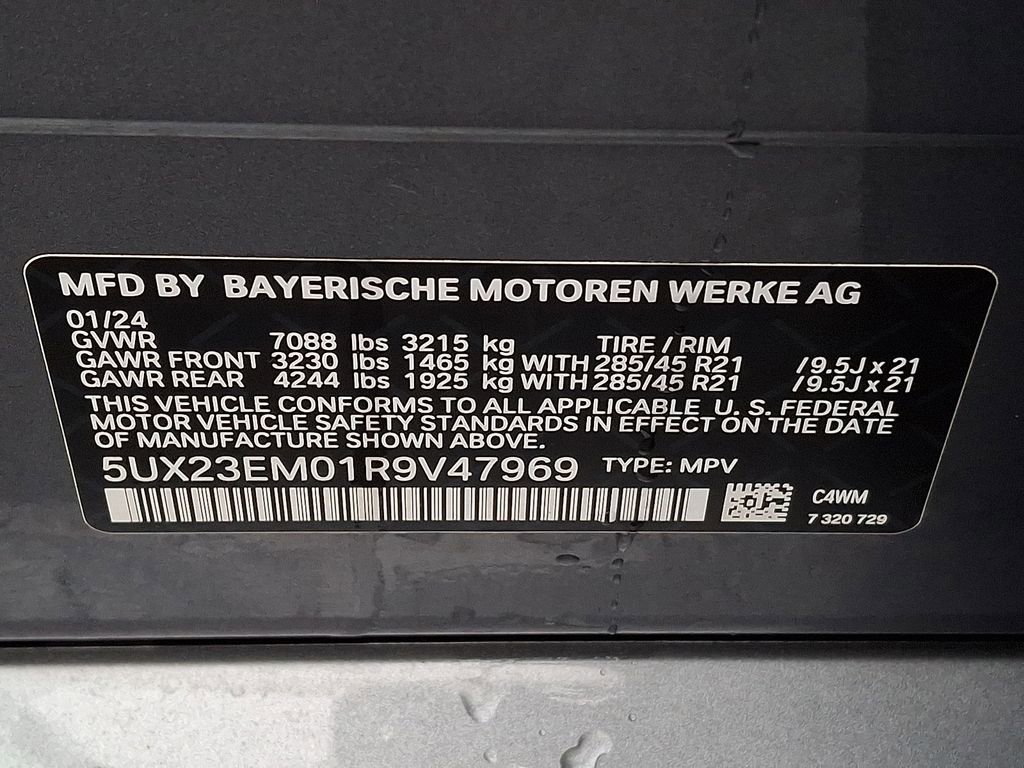 MFD BY BAYERISCHE MOTOREN WERKE AG
01/24
GVWR 7088 lbs 3215 kg TIRE / RIM
GAWR FRONT 3230 lbs 1465 kg WITH 285/45 R21 /9.5J x 21
GAWR REAR 4244 lbs 1925 kg WITH 285/45 R21 /9.5J x 21
THIS VEHICLE CONFORMS TO ALL APPLICABLE U. S. FEDERAL
MOTOR VEHICLE SAFETY STANDARDS IN EFFECT ON THE DATE
OF MANUFACTURE SHOWN ABOVE.
5UX23EM01R9V47969 TYPE: MPV
C4WM
7 320 729